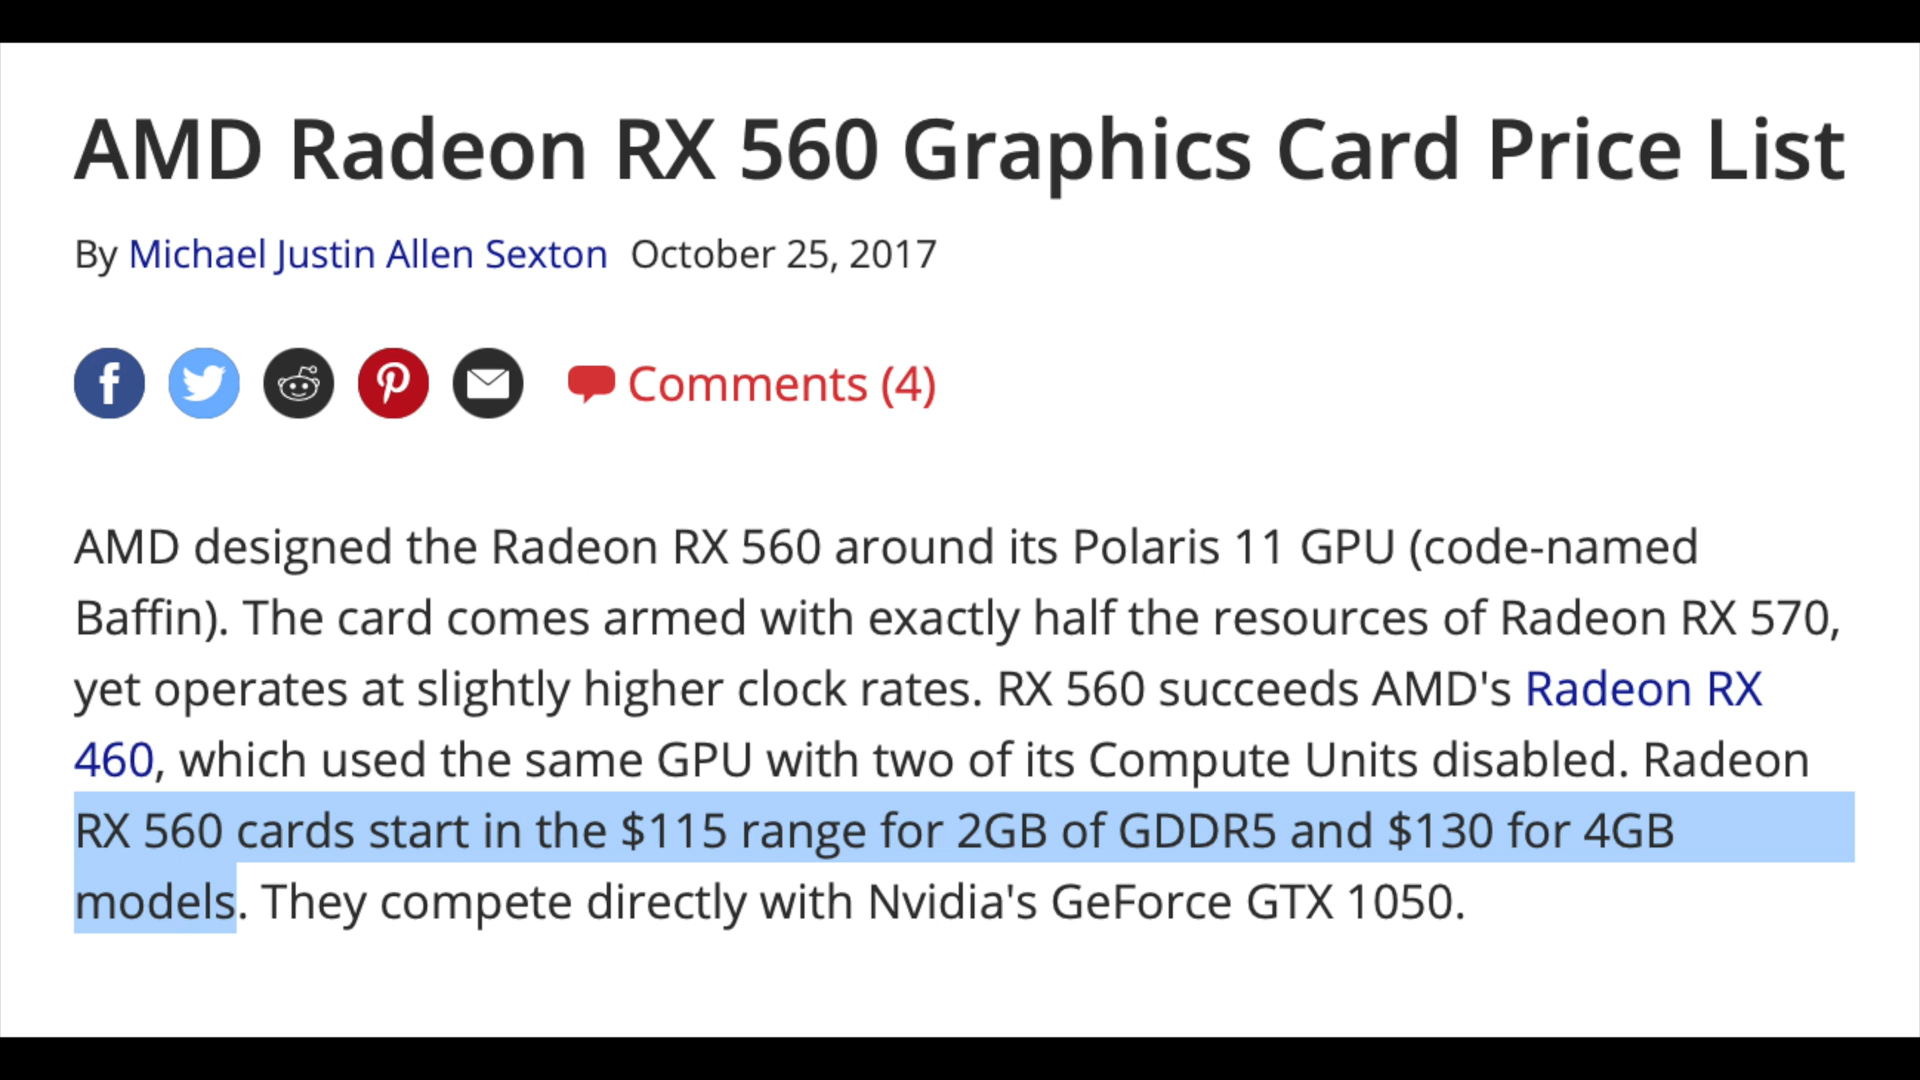 AMD Radeon RX 560 Graphics Card Price List
By Michael Justin Allen Sexton October 25, 2017
Comments (4)
AMD designed the Radeon RX 560 around its Polaris 11 GPU (code-named
Baffin). The card comes armed with exactly half the resources of Radeon RX 570,
yet operates at slightly higher clock rates. RX 560 succeeds AMD's Radeon RX
460, which used the same GPU with two of its Compute Units disabled. Radeon
RX 560 cards start in the $115 range for 2GB of GDDR5 and $130 for 4GB
models. They compete directly with Nvidia's GeForce GTX 1050.